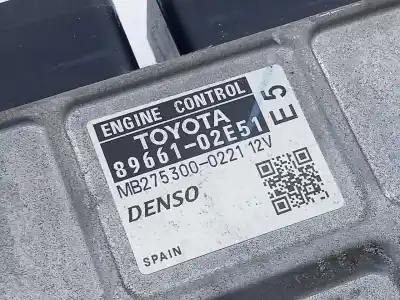 ENGINE CONTROL
TOYOTA
89661-02E51
E5
MB275300-0221 12V
DENSO
SPAIN